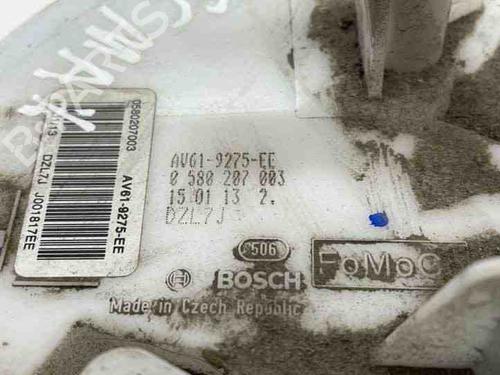 0580207003
AV61-9275-EE
DZL7J J001817EE
AV61-9275-EE
0 580 207 003
15 01 13 2.
DZL7J
506
BOSCH
FoMoC
Made in Czech Republic